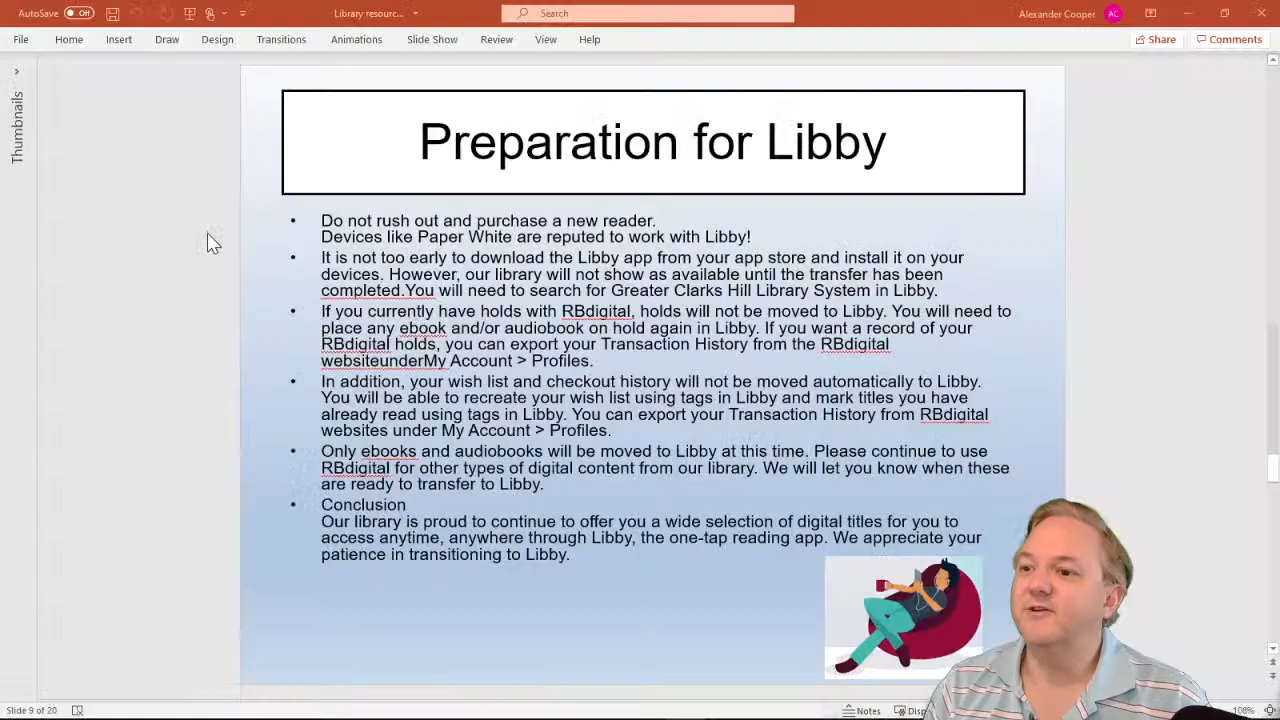 AutoSave Off Library resourc... Search Alexander Cooper AC
File Home Insert Draw Design Transitions Animations Slide Show Review View Help Share Comments
Thumbnails
Preparation for Libby
• Do not rush out and purchase a new reader.
Devices like Paper White are reputed to work with Libby!
• It is not too early to download the Libby app from your app store and install it on your
devices. However, our library will not show as available until the transfer has been
completed.You will need to search for Greater Clarks Hill Library System in Libby.
• If you currently have holds with RBdigital, holds will not be moved to Libby. You will need to
place any ebook and/or audiobook on hold again in Libby. If you want a record of your
RBdigital holds, you can export your Transaction History from the RBdigital
websiteunderMy Account > Profiles.
• In addition, your wish list and checkout history will not be moved automatically to Libby.
You will be able to recreate your wish list using tags in Libby and mark titles you have
already read using tags in Libby. You can export your Transaction History from RBdigital
websites under My Account > Profiles.
• Only ebooks and audiobooks will be moved to Libby at this time. Please continue to use
RBdigital for other types of digital content from our library. We will let you know when these
are ready to transfer to Libby.
• Conclusion
Our library is proud to continue to offer you a wide selection of digital titles for you to
access anytime, anywhere through Libby, the one-tap reading app. We appreciate your
patience in transitioning to Libby.
Slide 9 of 20 Notes Disp 108%